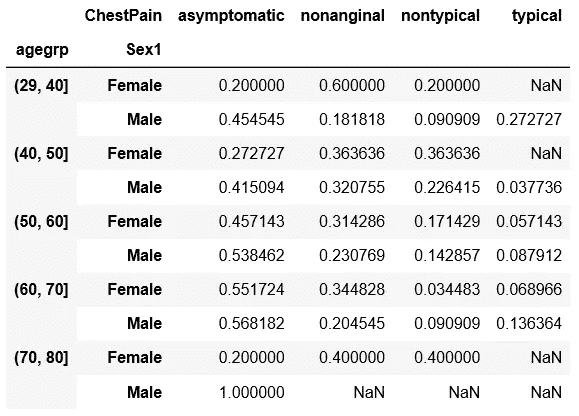 ChestPain asymptomatic nonanginal nontypical typical
agegrp Sex1
(29, 40] Female 0.200000 0.600000 0.200000 NaN
Male 0.454545 0.181818 0.090909 0.272727
(40, 50] Female 0.272727 0.363636 0.363636 NaN
Male 0.415094 0.320755 0.226415 0.037736
(50, 60] Female 0.457143 0.314286 0.171429 0.057143
Male 0.538462 0.230769 0.142857 0.087912
(60, 70] Female 0.551724 0.344828 0.034483 0.068966
Male 0.568182 0.204545 0.090909 0.136364
(70, 80] Female 0.200000 0.400000 0.400000 NaN
Male 1.000000 NaN NaN NaN